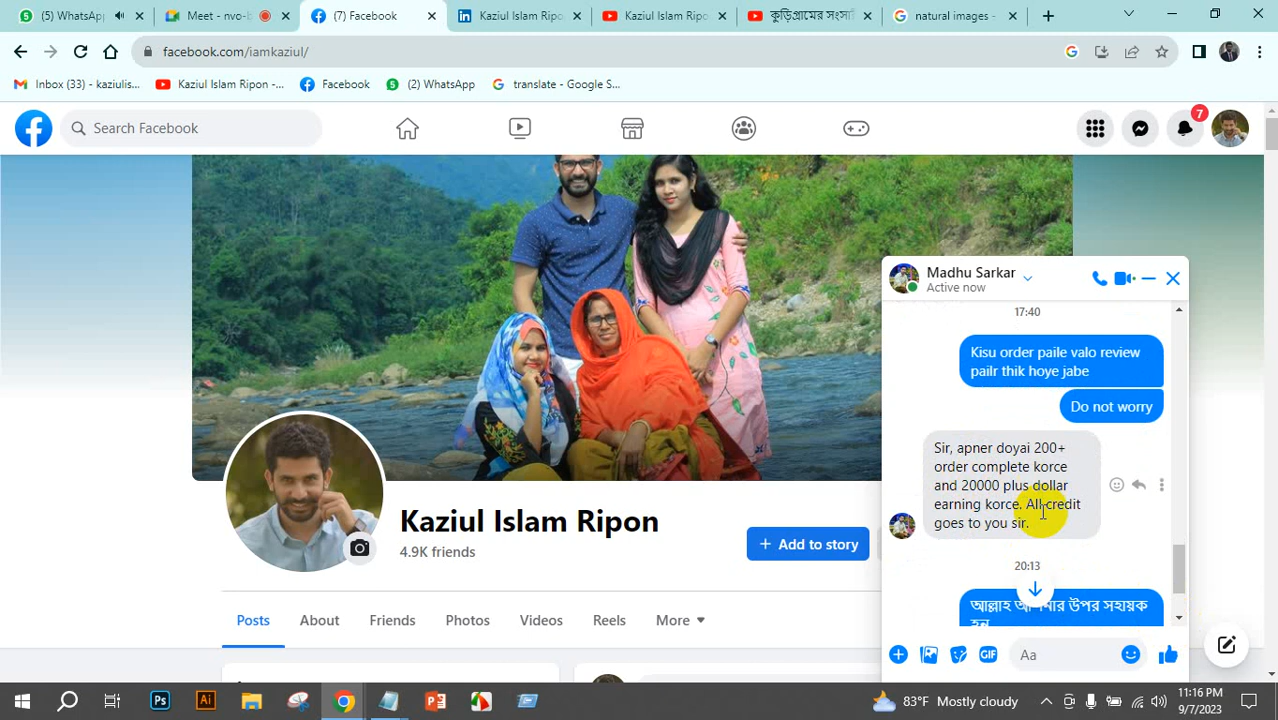 (5) WhatsApp
Meet - nvo-b
(7) Facebook
Kaziul Islam Ripo
Kaziul Islam Ripo
কুড়িগ্রামের সংসারি
natural images -
facebook.com/iamkaziul/
Inbox (33) - kaziulis...
Kaziul Islam Ripon -...
Facebook
(2) WhatsApp
translate - Google S...
Search Facebook
7
Madhu Sarkar
Active now
17:40
Kisu order paile valo review
pailr thik hoye jabe
Do not worry
Sir, apner doyai 200+
order complete korce
and 20000 plus dollar
earning korce. All credit
goes to you sir.
20:13
আল্লাহ আপনার উপর সহায়ক
হন
Aa
GIF
Kaziul Islam Ripon
4.9K friends
+ Add to story
Posts
About
Friends
Photos
Videos
Reels
More
Ps
Ai
83°F Mostly cloudy
11:16 PM
9/7/2023